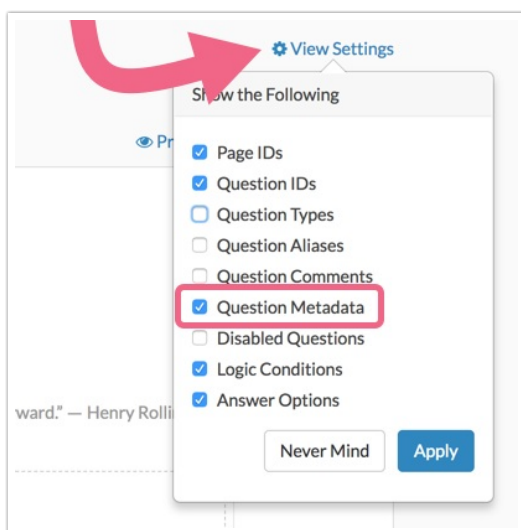 View Settings
Show the Following
Pr
Page IDs
Question IDs
Question Types
Question Aliases
Question Comments
Question Metadata
Disabled Questions
Logic Conditions
Answer Options
ward.” — Henry Rolli
Never Mind
Apply